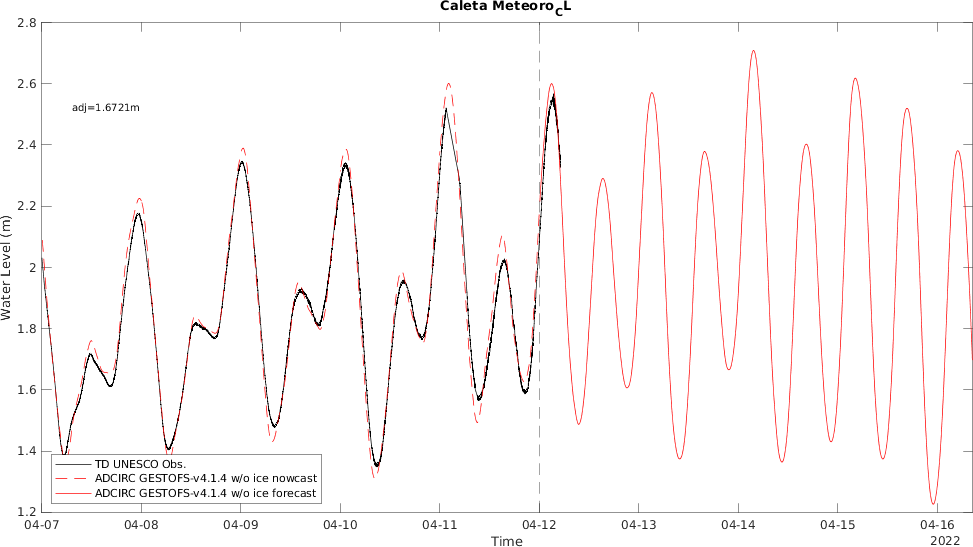 Caleta Meteoro_CL
2.8
2.6
2.4
2.2
2
1.8
1.6
1.4
1.2
Water Level (m)
adj=1.6721m
TD UNESCO Obs.
ADCIRC GESTOFS-v4.1.4 w/o ice nowcast
ADCIRC GESTOFS-v4.1.4 w/o ice forecast
04-07 04-08 04-09 04-10 04-11 04-12 04-13 04-14 04-15 04-16
Time
2022